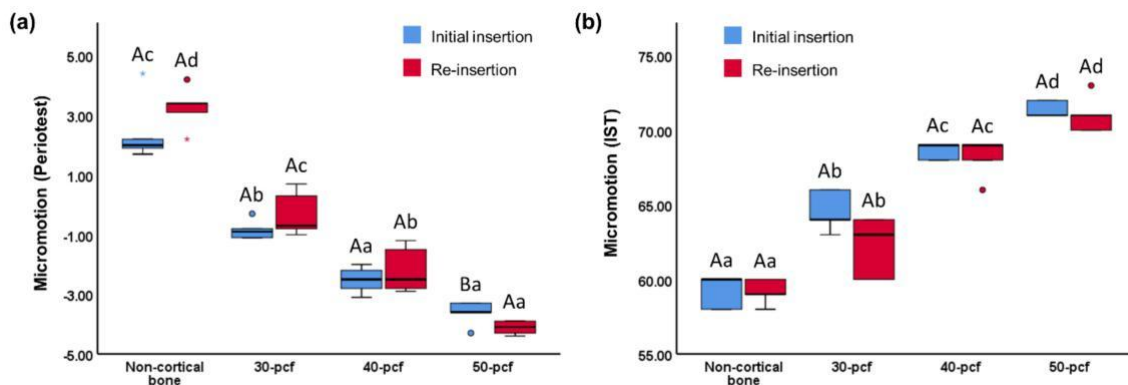 (a)
Micromotion (Periotest)
5.00
3.00
1.00
-1.00
-3.00
-5.00
Initial insertion
Re-insertion
Ac
Ad
Ab
Ac
Aa
Ab
Ba
Aa
Non-cortical
bone
30-pcf
40-pcf
50-pcf
(b)
Micromotion (IST)
75.00
70.00
65.00
60.00
55.00
Initial insertion
Re-insertion
Aa
Aa
Ab
Ab
Ac
Ac
Ad
Ad
Non-cortical
bone
30-pcf
40-pcf
50-pcf